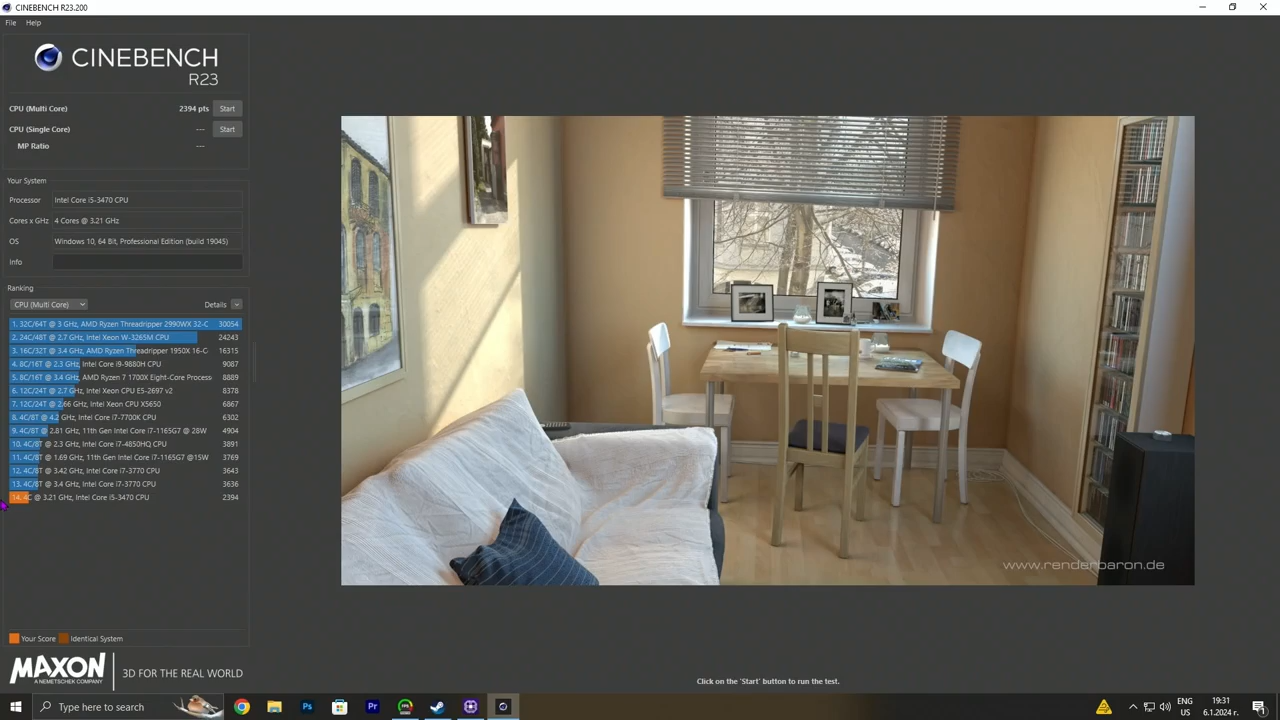 CINEBENCH R23.200
File Help
CINEBENCH
R23
CPU (Multi Core) 2394 pts Start
CPU (Single Core) --- Start
MP Ratio ---
Your System
Processor Intel Core i5-3470 CPU
Cores x GHz 4 Cores @ 3.21 GHz
OS Windows 10, 64 Bit, Professional Edition (build 19045)
Info
Ranking
CPU (Multi Core) Details
1. 32C/64T @ 3 GHz, AMD Ryzen Threadripper 2990WX 32-C 30054
2. 24C/48T @ 2.7 GHz, Intel Xeon W-3265M CPU 24243
3. 16C/32T @ 3.4 GHz, AMD Ryzen Threadripper 1950X 16-C 16315
4. 8C/16T @ 2.3 GHz, Intel Core i9-9880H CPU 9087
5. 8C/16T @ 3.4 GHz, AMD Ryzen 7 1700X Eight-Core Process 8889
6. 12C/24T @ 2.7 GHz, Intel Xeon CPU E5-2697 v2 8378
7. 12C/24T @ 2.66 GHz, Intel Xeon CPU X5650 6867
8. 4C/8T @ 4.2 GHz, Intel Core i7-7700K CPU 6302
9. 4C/8T @ 2.81 GHz, 11th Gen Intel Core i7-1165G7 @ 28W 4904
10. 4C/8T @ 2.3 GHz, Intel Core i7-4850HQ CPU 3891
11. 4C/8T @ 1.69 GHz, 11th Gen Intel Core i7-1165G7 @15W 3769
12. 4C/8T @ 3.42 GHz, Intel Core i7-3770 CPU 3643
13. 4C/8T @ 3.4 GHz, Intel Core i7-3770 CPU 3636
14. 4C @ 3.21 GHz, Intel Core i5-3470 CPU 2394
www.renderbaron.de
Your Score Identical System
MAXON 3D FOR THE REAL WORLD
A NEMETSCHEK COMPANY
Click on the 'Start' button to run the test.
Type here to search
Ps
Pr
ENG 19:31
US 6.1.2024 г.
1